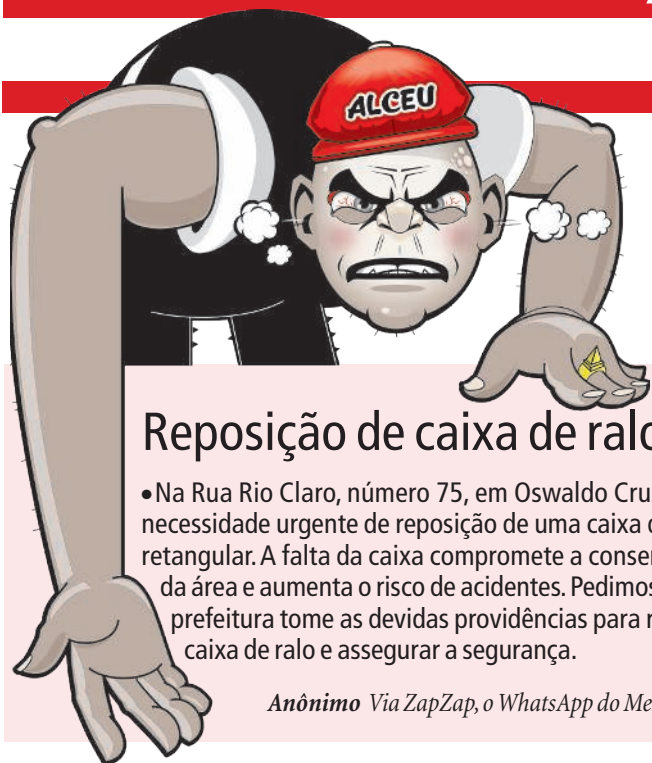 ALCEU
Reposição de caixa de ralo
•Na Rua Rio Claro, número 75, em Oswaldo
necessidade urgente de reposição de uma caixa
retangular. A falta da caixa compromete a
da área e aumenta o risco de acidentes. Pedimos
prefeitura tome as devidas providências para
caixa de ralo e assegurar a segurança.
Anônimo Via ZapZap, o WhatsApp do